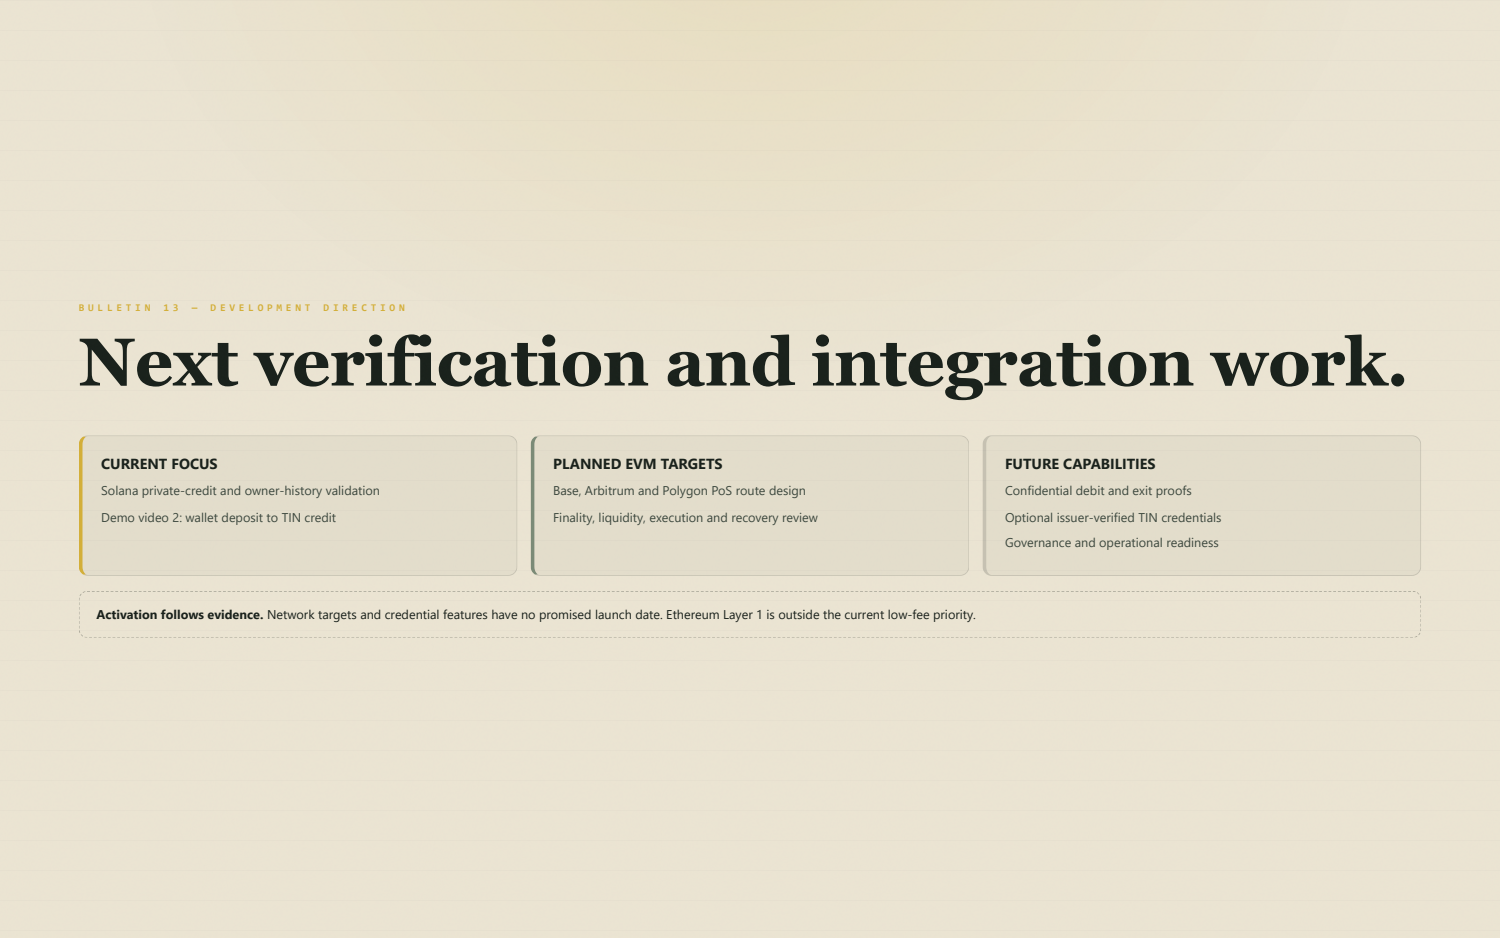 BULLETIN 13 — DEVELOPMENT DIRECTION
Next verification and integration work.
CURRENT FOCUS
Solana private-credit and owner-history validation
Demo video 2: wallet deposit to TIN credit
PLANNED EVM TARGETS
Base, Arbitrum and Polygon PoS route design
Finality, liquidity, execution and recovery review
FUTURE CAPABILITIES
Confidential debit and exit proofs
Optional issuer-verified TIN credentials
Governance and operational readiness
Activation follows evidence. Network targets and credential features have no promised launch date. Ethereum Layer 1 is outside the current low-fee priority.